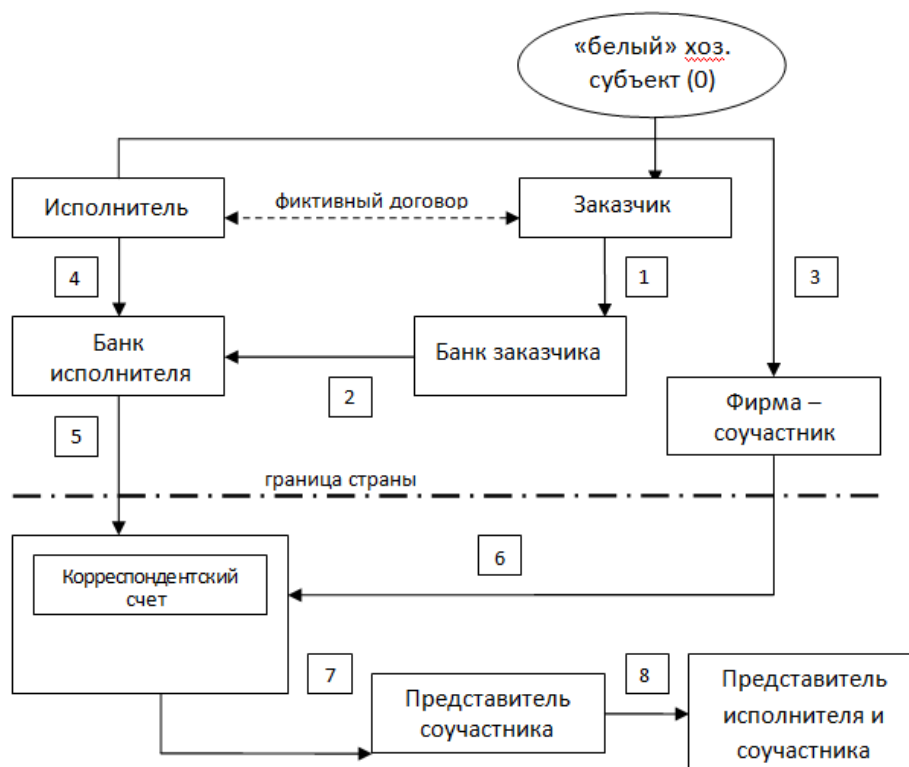 «белый» хоз.
субъект (0)
Исполнитель
фиктивный договор
Заказчик
4
1
3
Банк
исполнителя
Банк заказчика
2
Фирма –
соучастник
5
граница страны
6
Корреспондентский
счет
7
8
Представитель
соучастника
Представитель
исполнителя и
соучастника